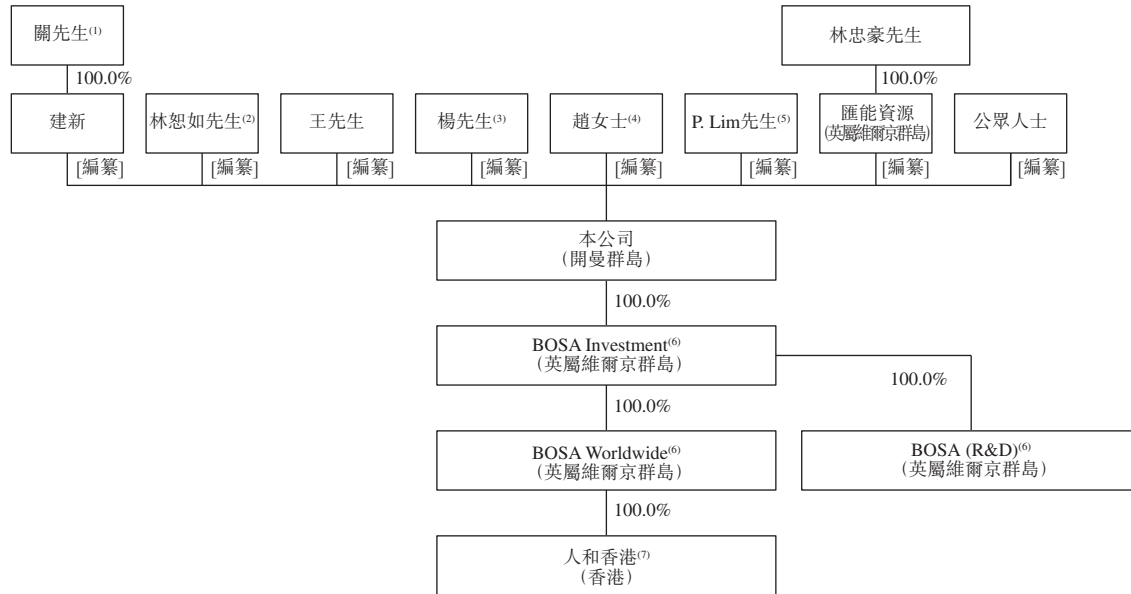 關先生(1)
林忠豪先生
100.0%
100.0%
建新
林恕如先生(2)
王先生
楊先生(3)
趙女士(4)
P. Lim先生(5)
匯能資源
(英屬維爾京群島)
公眾人士
[編纂]
[編纂]
[編纂]
[編纂]
[編纂]
[編纂]
[編纂]
[編纂]
本公司
(開曼群島)
100.0%
BOSA Investment(6)
(英屬維爾京群島)
100.0%
100.0%
BOSA Worldwide(6)
(英屬維爾京群島)
BOSA (R&D)(6)
(英屬維爾京群島)
100.0%
人和香港(7)
(香港)